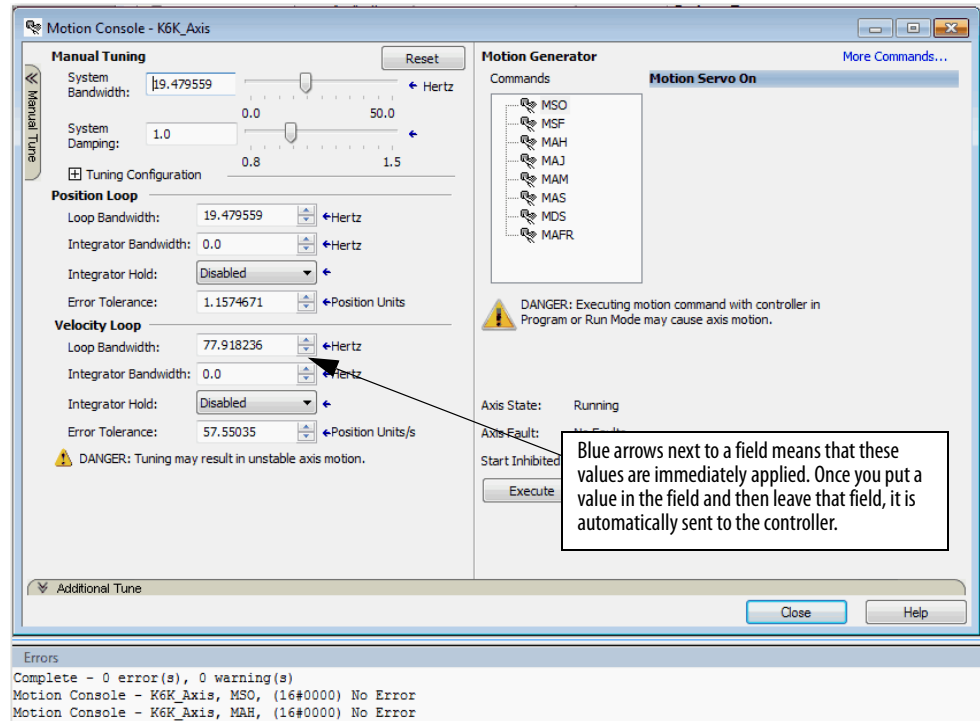 Motion Console - K6K_Axis
Manual Tuning
Reset
Manual Tune
System Bandwidth: 19.479559 Hertz
0.0 50.0
System Damping: 1.0
0.8 1.5
Tuning Configuration
Position Loop
Loop Bandwidth: 19.479559 Hertz
Integrator Bandwidth: 0.0 Hertz
Integrator Hold: Disabled
Error Tolerance: 1.1574671 Position Units
Velocity Loop
Loop Bandwidth: 77.918236 Hertz
Integrator Bandwidth: 0.0 Hertz
Integrator Hold: Disabled
Error Tolerance: 57.55035 Position Units/s
DANGER: Tuning may result in unstable axis motion.
Motion Generator
More Commands...
Commands
Motion Servo On
MSO
MSF
MAH
MAJ
MAM
MAS
MDS
MAFR
DANGER: Executing motion command with controller in
Program or Run Mode may cause axis motion.
Axis State: Running
Axis Fault: No Faults
Start Inhibited
Execute
Blue arrows next to a field means that these
values are immediately applied. Once you put a
value in the field and then leave that field, it is
automatically sent to the controller.
Additional Tune
Close
Help
Errors
Complete - 0 error(s), 0 warning(s)
Motion Console - K6K_Axis, MSO, (16#0000) No Error
Motion Console - K6K_Axis, MAH, (16#0000) No Error